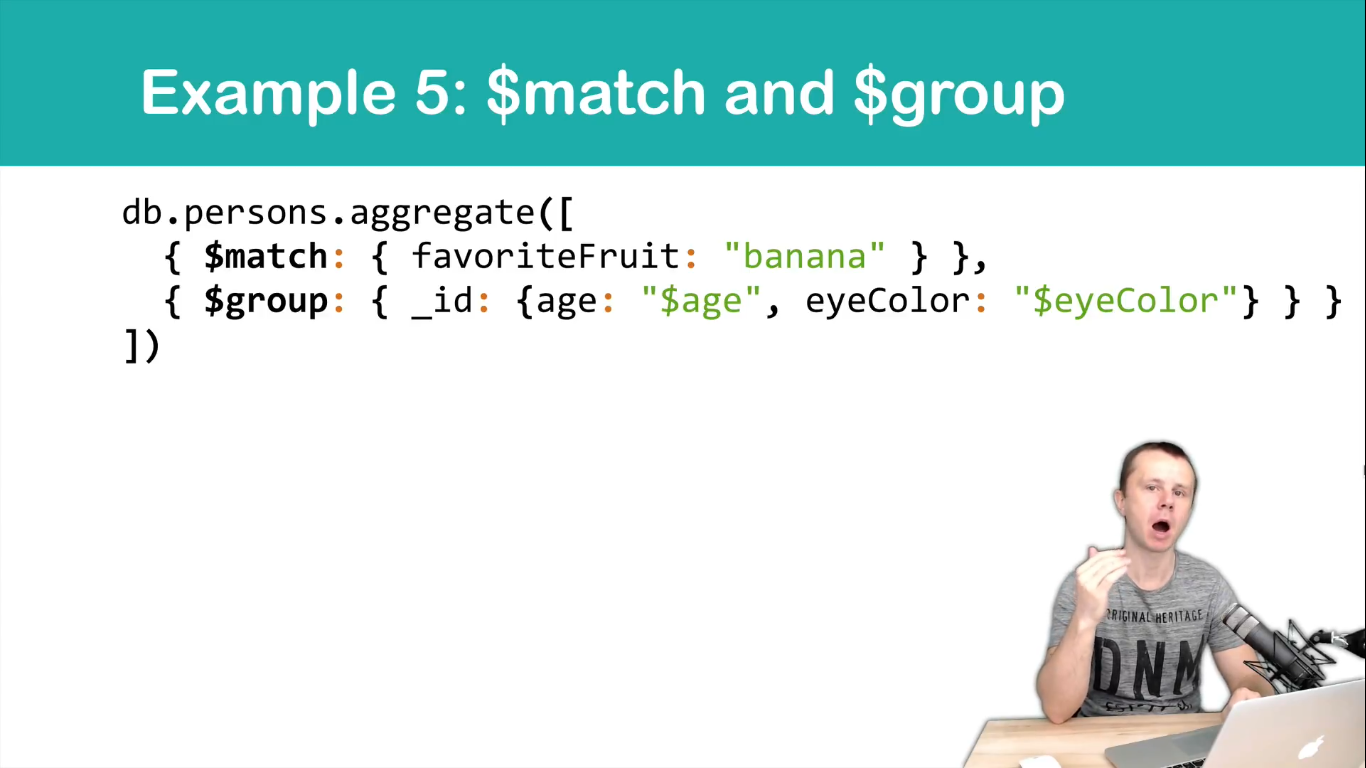 Example 5: $match and $group
db.persons.aggregate([
{ $match: { favoriteFruit: "banana" } },
{ $group: { _id: {age: "$age", eyeColor: "$eyeColor"} } }
])
ORIGINAL HERITAGE
DNM